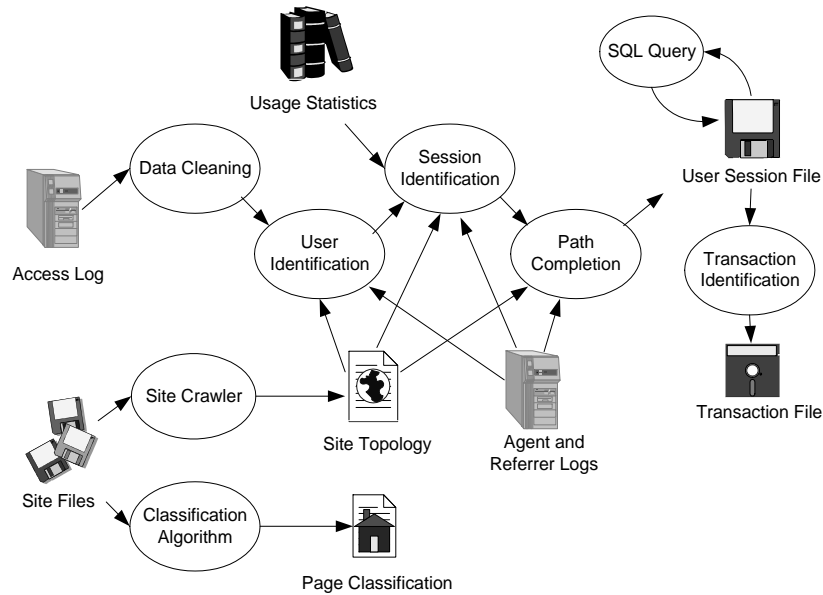 SQL Query
Usage Statistics
Data Cleaning
Session
Identification
User Session File
User
Identification
Path
Completion
Transaction
Identification
Access Log
Site Crawler
Transaction File
Site Topology
Agent and
Referrer Logs
Site Files
Classification
Algorithm
Page Classification